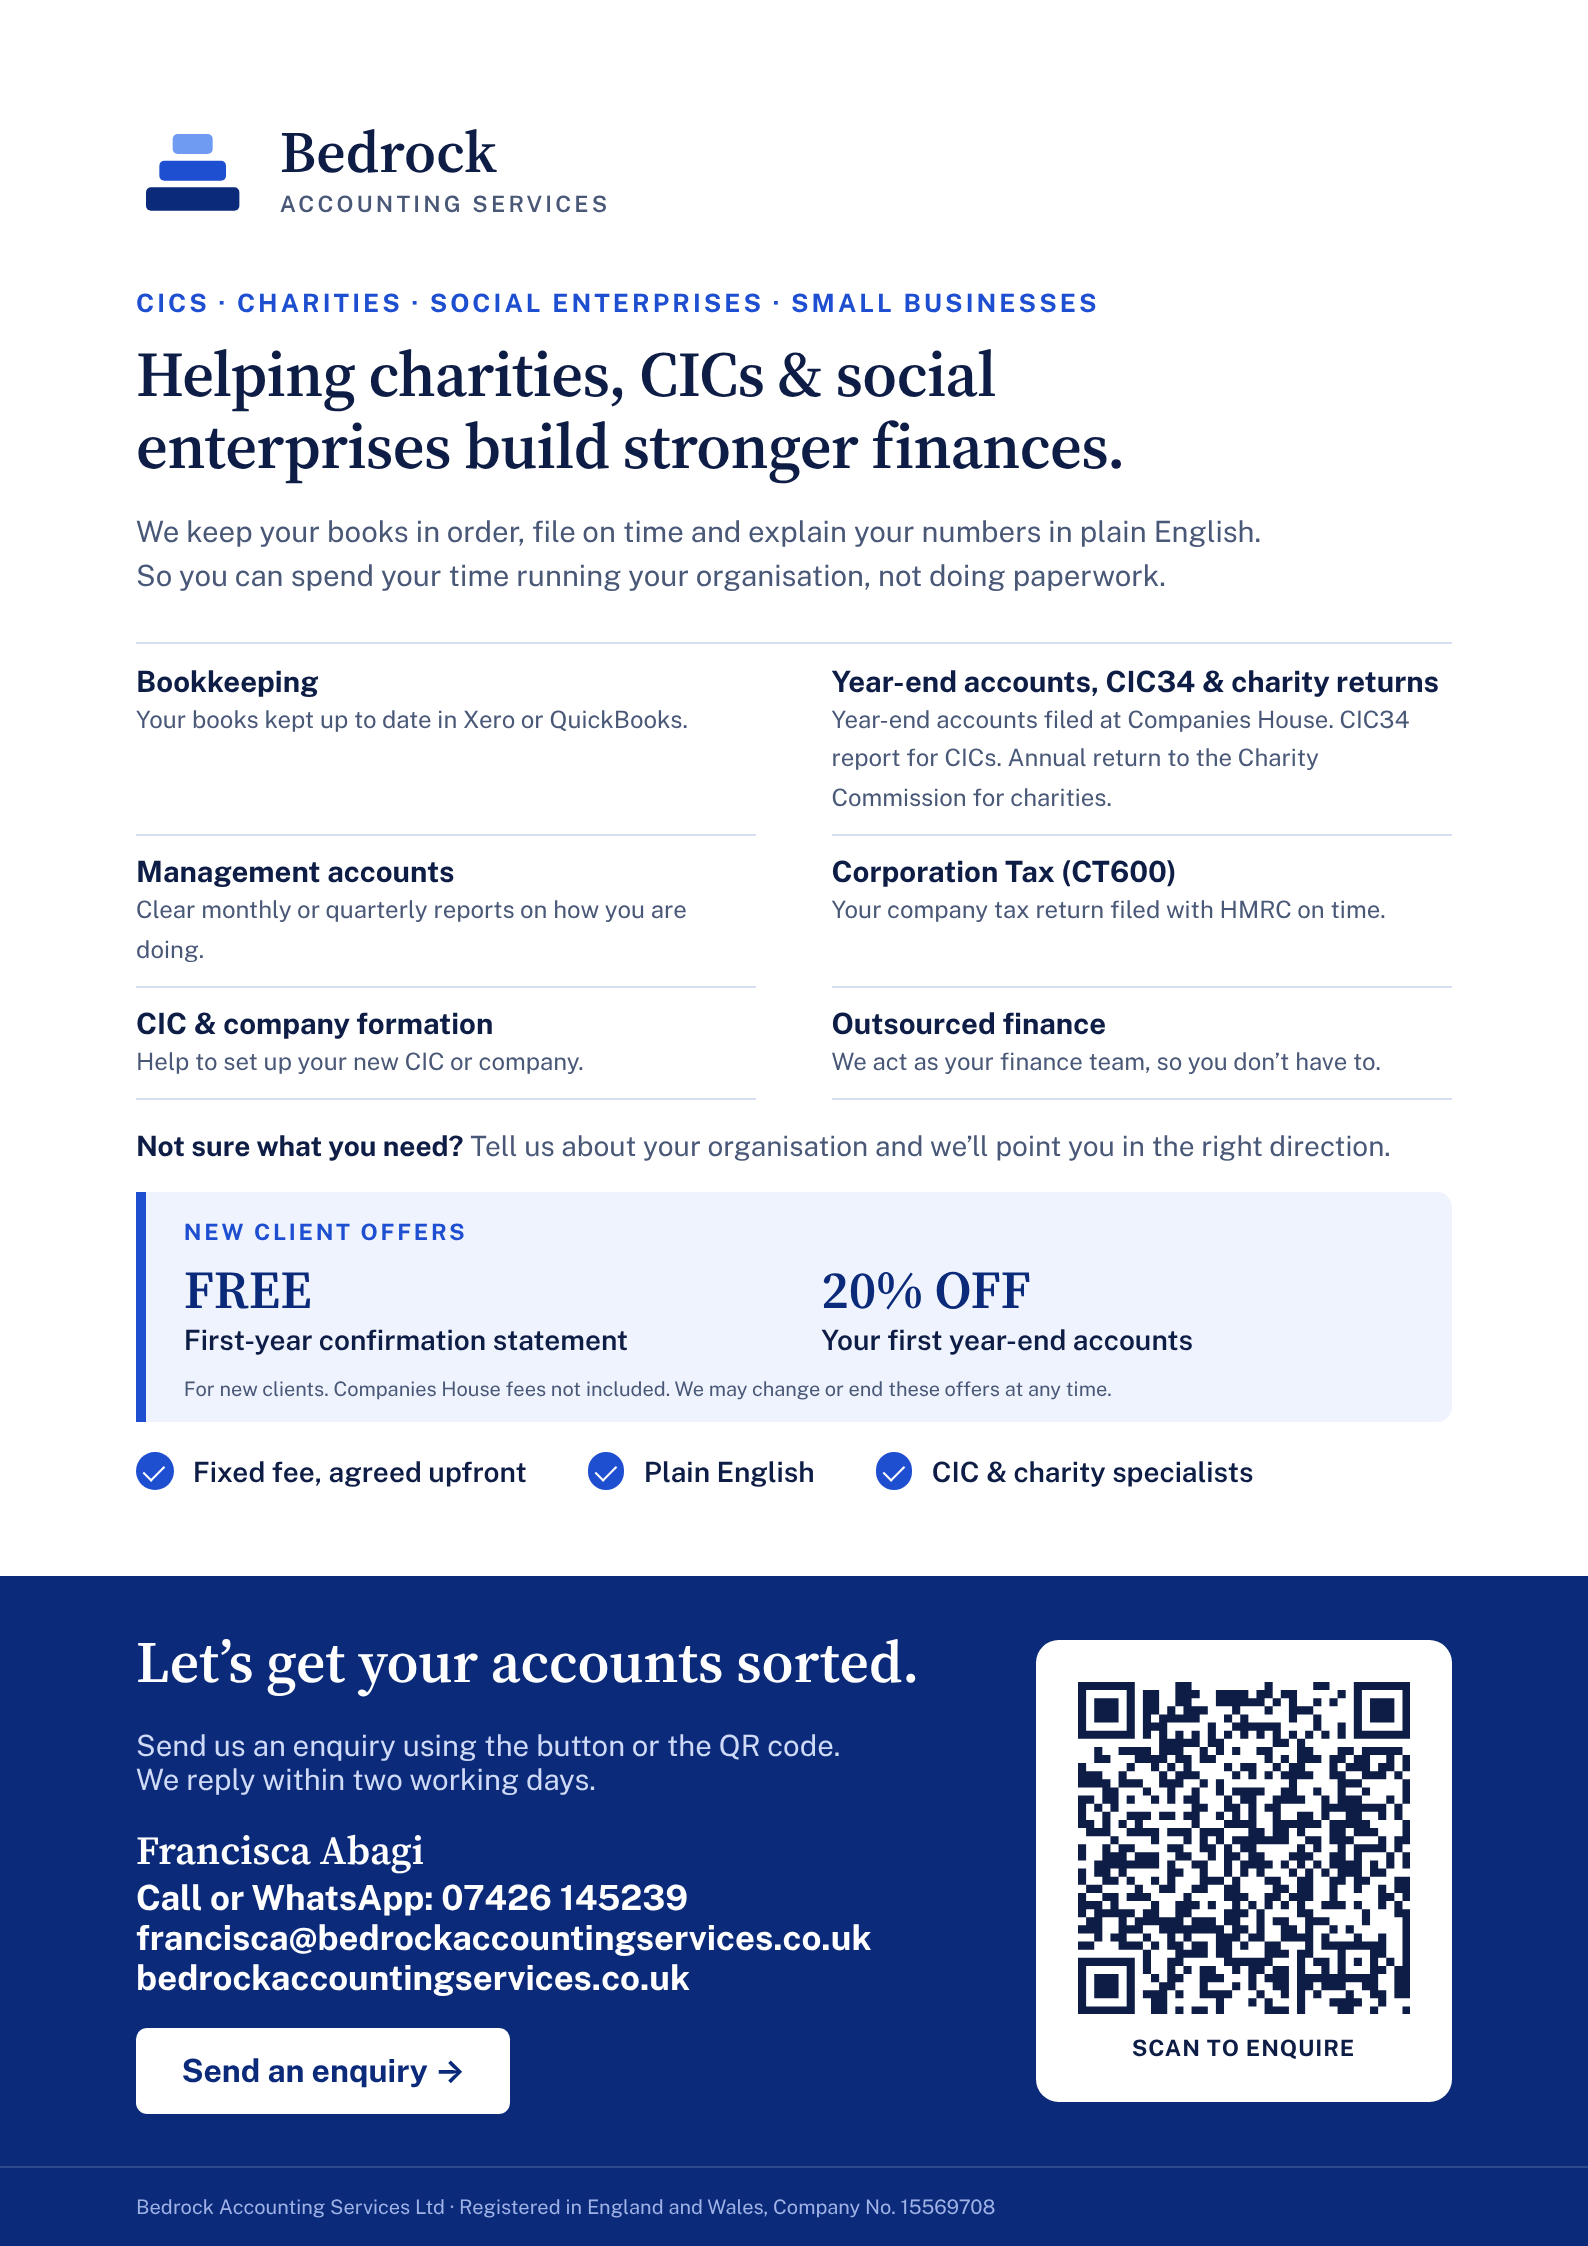 Bedrock
ACCOUNTING SERVICES
CICS · CHARITIES · SOCIAL ENTERPRISES · SMALL BUSINESSES
Helping charities, CICs & social
enterprises build stronger finances.
We keep your books in order, file on time and explain your numbers in plain English.
So you can spend your time running your organisation, not doing paperwork.
Bookkeeping
Your books kept up to date in Xero or QuickBooks.
Year-end accounts, CIC34 & charity returns
Year-end accounts filed at Companies House. CIC34
report for CICs. Annual return to the Charity
Commission for charities.
Management accounts
Clear monthly or quarterly reports on how you are
doing.
Corporation Tax (CT600)
Your company tax return filed with HMRC on time.
CIC & company formation
Help to set up your new CIC or company.
Outsourced finance
We act as your finance team, so you don’t have to.
Not sure what you need? Tell us about your organisation and we’ll point you in the right direction.
NEW CLIENT OFFERS
FREE
First-year confirmation statement
20% OFF
Your first year-end accounts
For new clients. Companies House fees not included. We may change or end these offers at any time.
Fixed fee, agreed upfront
Plain English
CIC & charity specialists
Let’s get your accounts sorted.
Send us an enquiry using the button or the QR code.
We reply within two working days.
Francisca Abagi
Call or WhatsApp: 07426 145239
francisca@bedrockaccountingservices.co.uk
bedrockaccountingservices.co.uk
Send an enquiry →
SCAN TO ENQUIRE
Bedrock Accounting Services Ltd · Registered in England and Wales, Company No. 15569708